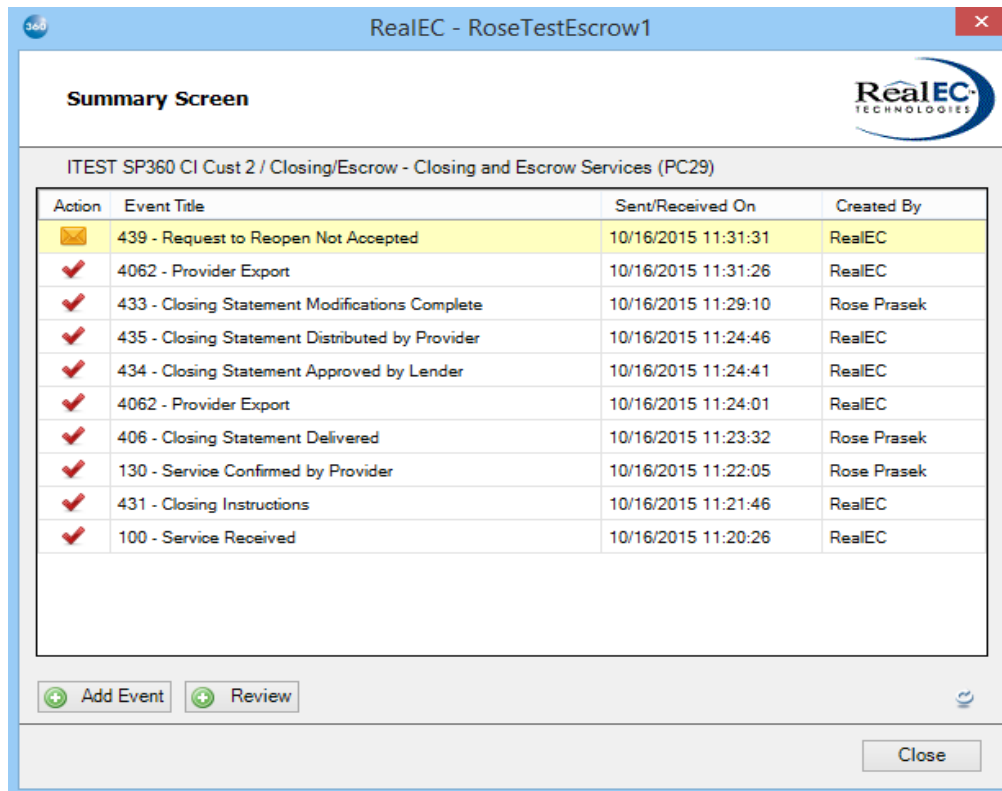 360
RealEC - RoseTestEscrow1
Summary Screen
RealEC
TECHNOLOGIES
ITEST SP360 CI Cust 2 / Closing/Escrow - Closing and Escrow Services (PC29)
Action Event Title Sent/Received On Created By
439 - Request to Reopen Not Accepted 10/16/2015 11:31:31 RealEC
4062 - Provider Export 10/16/2015 11:31:26 RealEC
433 - Closing Statement Modifications Complete 10/16/2015 11:29:10 Rose Prasek
435 - Closing Statement Distributed by Provider 10/16/2015 11:24:46 RealEC
434 - Closing Statement Approved by Lender 10/16/2015 11:24:41 RealEC
4062 - Provider Export 10/16/2015 11:24:01 RealEC
406 - Closing Statement Delivered 10/16/2015 11:23:32 Rose Prasek
130 - Service Confirmed by Provider 10/16/2015 11:22:05 Rose Prasek
431 - Closing Instructions 10/16/2015 11:21:46 RealEC
100 - Service Received 10/16/2015 11:20:26 RealEC
Add Event Review
Close